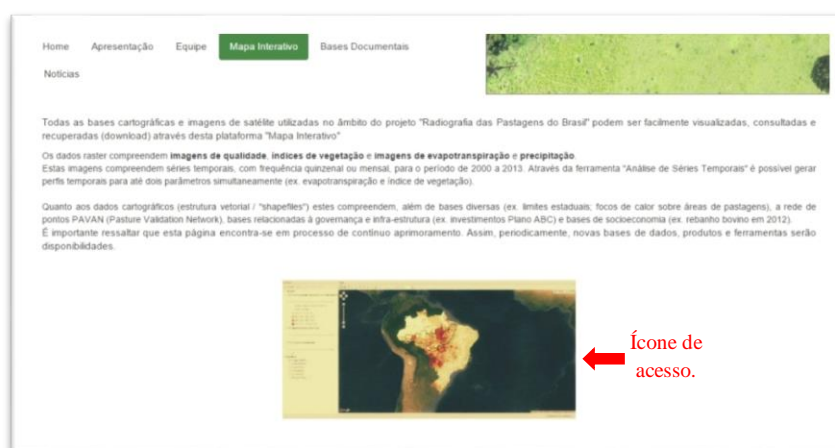 Home Apresentação Equipe Mapa Interativo Bases Documentais
Notícias
Todas as bases cartográficas e imagens de satélite utilizadas no âmbito do projeto "Radiografia das Pastagens do Brasil" podem ser facilmente visualizadas, consultadas e
recuperadas (download) através desta plataforma "Mapa Interativo"
Os dados raster compreendem imagens de qualidade, índices de vegetação e imagens de evapotranspiração e precipitação.
Estas imagens compreendem séries temporais, com frequência quinzenal ou mensal, para o período de 2000 a 2013. Através da ferramenta "Análise de Séries Temporais" é possível gerar
perfis temporais para até dois parâmetros simultaneamente (ex. evapotranspiração e índice de vegetação).
Quanto aos dados cartográficos (estrutura vetorial / "shapefiles") estes compreendem, além de bases diversas (ex. limites estaduais; focos de calor sobre áreas de pastagens), a rede de
pontos PAVAN (Pasture Validation Network), bases relacionadas à governança e infra-estrutura (ex. investimentos Plano ABC) e bases de socioeconomia (ex. rebanho bovino em 2012).
É importante ressaltar que esta página encontra-se em processo de contínuo aprimoramento. Assim, periodicamente, novas bases de dados, produtos e ferramentas serão
disponibilidades.
Ícone de
acesso.